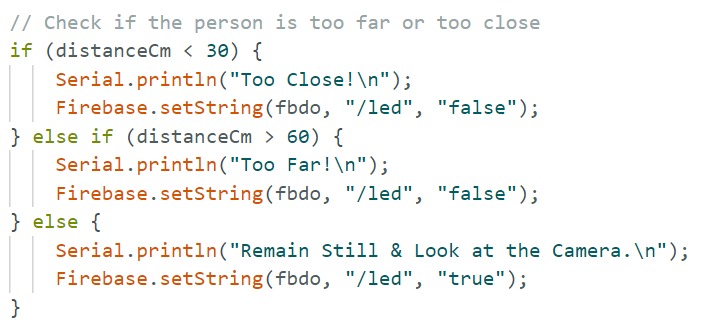 // Check if the person is too far or too close
if (distanceCm < 30) {
    Serial.println("Too Close!\n");
    Firebase.setString(fbdo, "/led", "false");
} else if (distanceCm > 60) {
    Serial.println("Too Far!\n");
    Firebase.setString(fbdo, "/led", "false");
} else {
    Serial.println("Remain Still & Look at the Camera.\n");
    Firebase.setString(fbdo, "/led", "true");
}